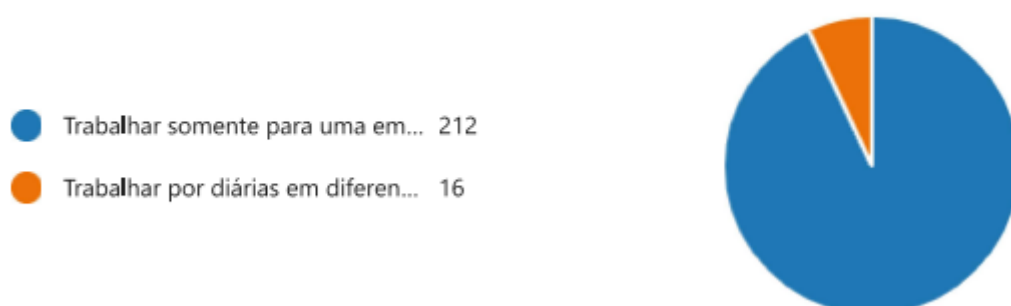 Trabalhar somente para uma em... 212
Trabalhar por diárias em diferen... 16